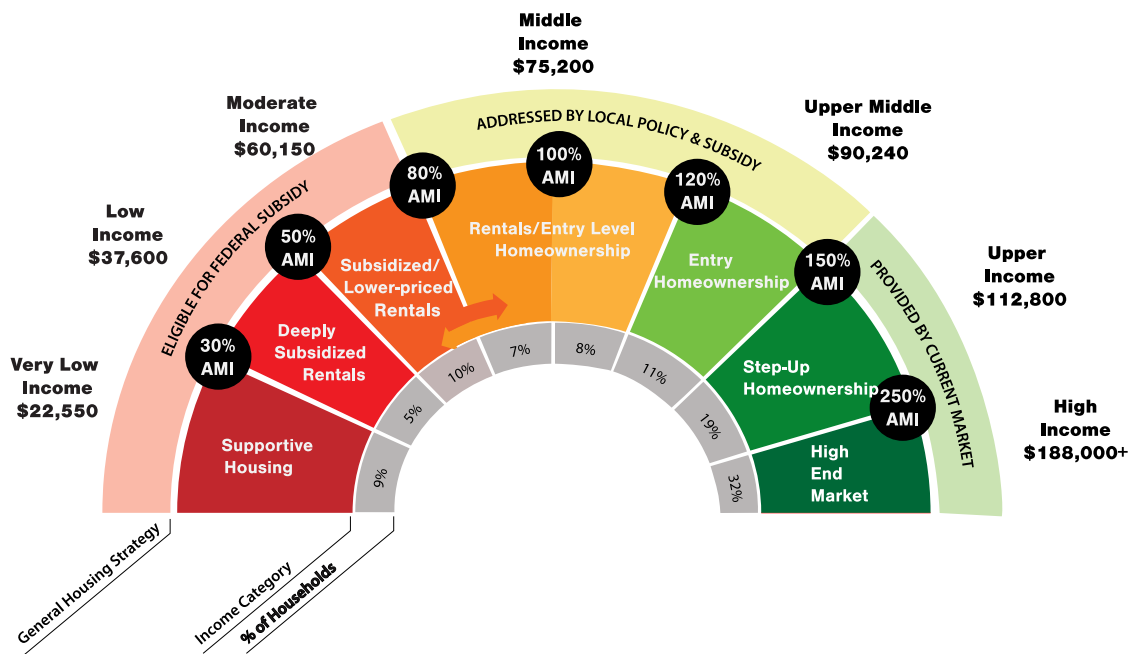 Middle
Income
$75,200
Moderate
Income
$60,150
Upper Middle
Income
$90,240
Low
Income
$37,600
Upper
Income
$112,800
Very Low
Income
$22,550
High
Income
$188,000+
ELIGIBLE FOR FEDERAL SUBSIDY
ADDRESSED BY LOCAL POLICY & SUBSIDY
PROVIDED BY CURRENT MARKET
30%
AMI
50%
AMI
80%
AMI
100%
AMI
120%
AMI
150%
AMI
250%
AMI
Supportive
Housing
Deeply
Subsidized
Rentals
Subsidized/
Lower-priced
Rentals
Rentals/Entry Level
Homeownership
Entry
Homeownership
Step-Up
Homeownership
High
End
Market
9%
5%
10%
7%
8%
11%
19%
32%
General Housing Strategy
Income Category
% of Households